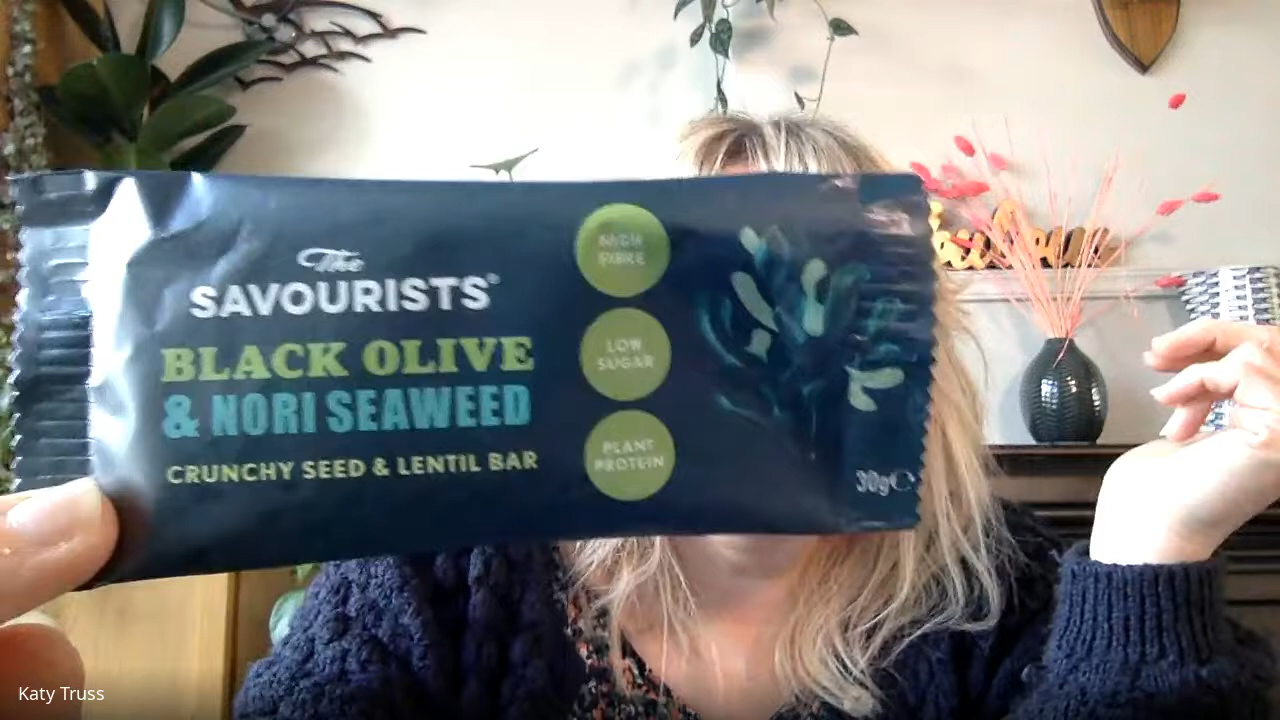 The
SAVOURISTS
BLACK OLIVE
& NORI SEAWEED
CRUNCHY SEED & LENTIL BAR
HIGH
FIBRE
LOW
SUGAR
PLANT
PROTEIN
30g℮
Katy Truss